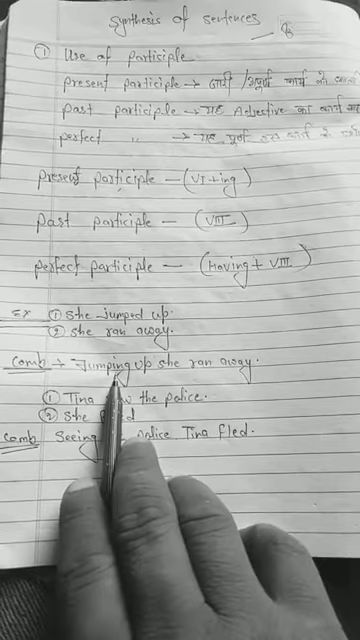 Synthesis of sentences
① Use of participle
Present participle → जारी / अपूर्ण कार्य को
Past participle → यह Adjective का कार्य
perfect " → यह पूर्ण कार्य
Present participle — (VI + ing)
Past participle — (VIII)
Perfect participle — (Having + VIII)
Ex ① She jumped up.
② She ran away.
Comb → Jumping up she ran away.
① Tina the police.
② She
Comb Seeing police Tina fled.